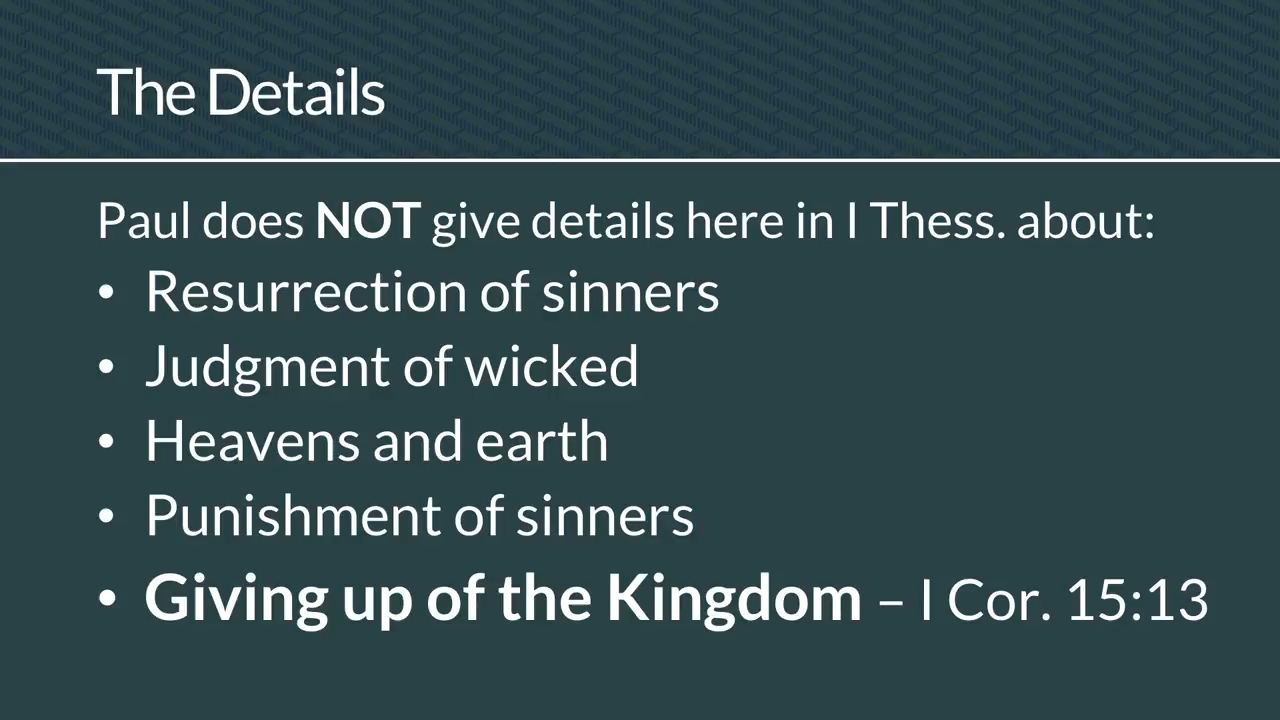 The Details
Paul does NOT give details here in I Thess. about:
• Resurrection of sinners
• Judgment of wicked
• Heavens and earth
• Punishment of sinners
• Giving up of the Kingdom – I Cor. 15:13